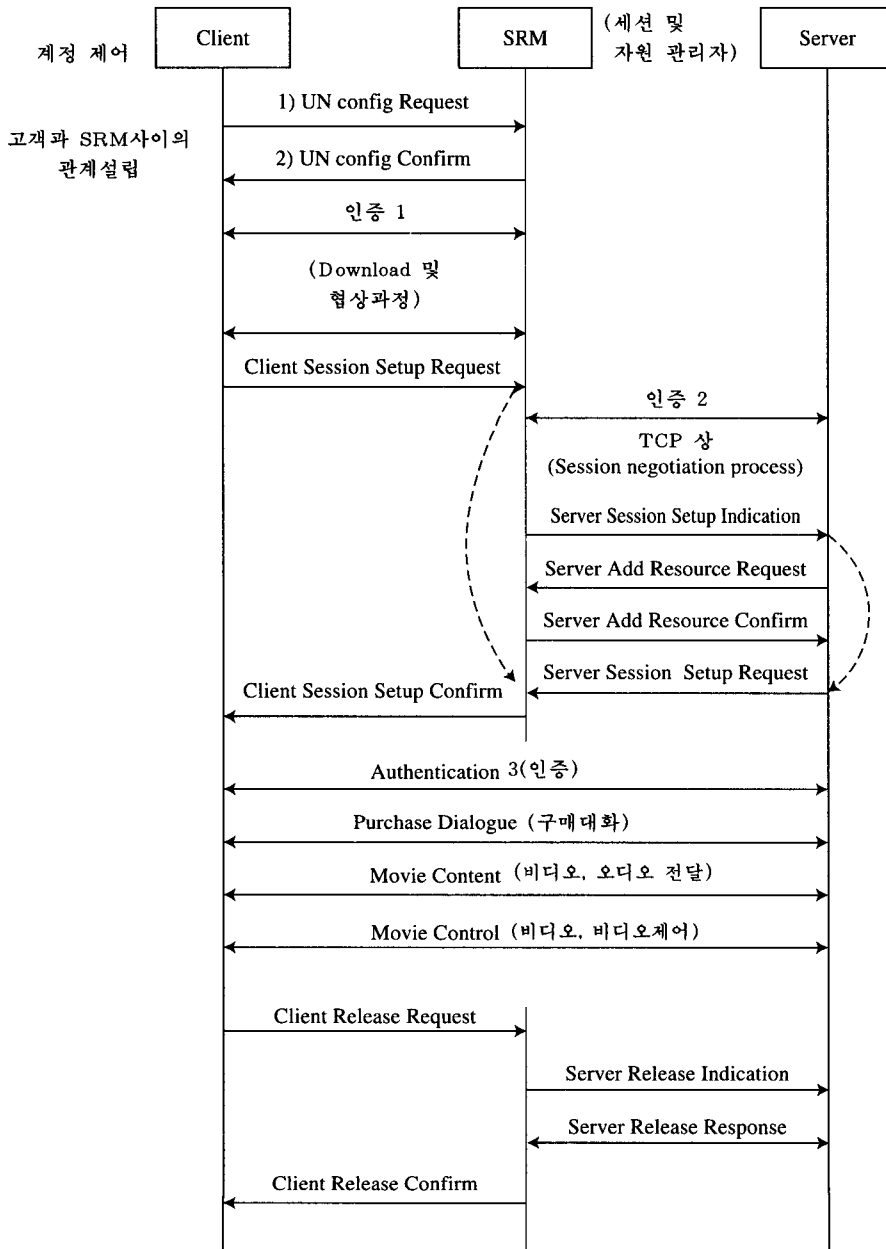 계정 제어
Client
SRM
(세션 및
자원 관리자)
Server
1) UN config Request
고객과 SRM사이의
관계설립
2) UN config Confirm
인증 1
(Download 및
협상과정)
Client Session Setup Request
인증 2
TCP 상
(Session negotiation process)
Server Session Setup Indication
Server Add Resource Request
Server Add Resource Confirm
Server Session Setup Request
Client Session Setup Confirm
Authentication 3(인증)
Purchase Dialogue (구매대화)
Movie Content (비디오, 오디오 전달)
Movie Control (비디오, 비디오제어)
Client Release Request
Server Release Indication
Server Release Response
Client Release Confirm